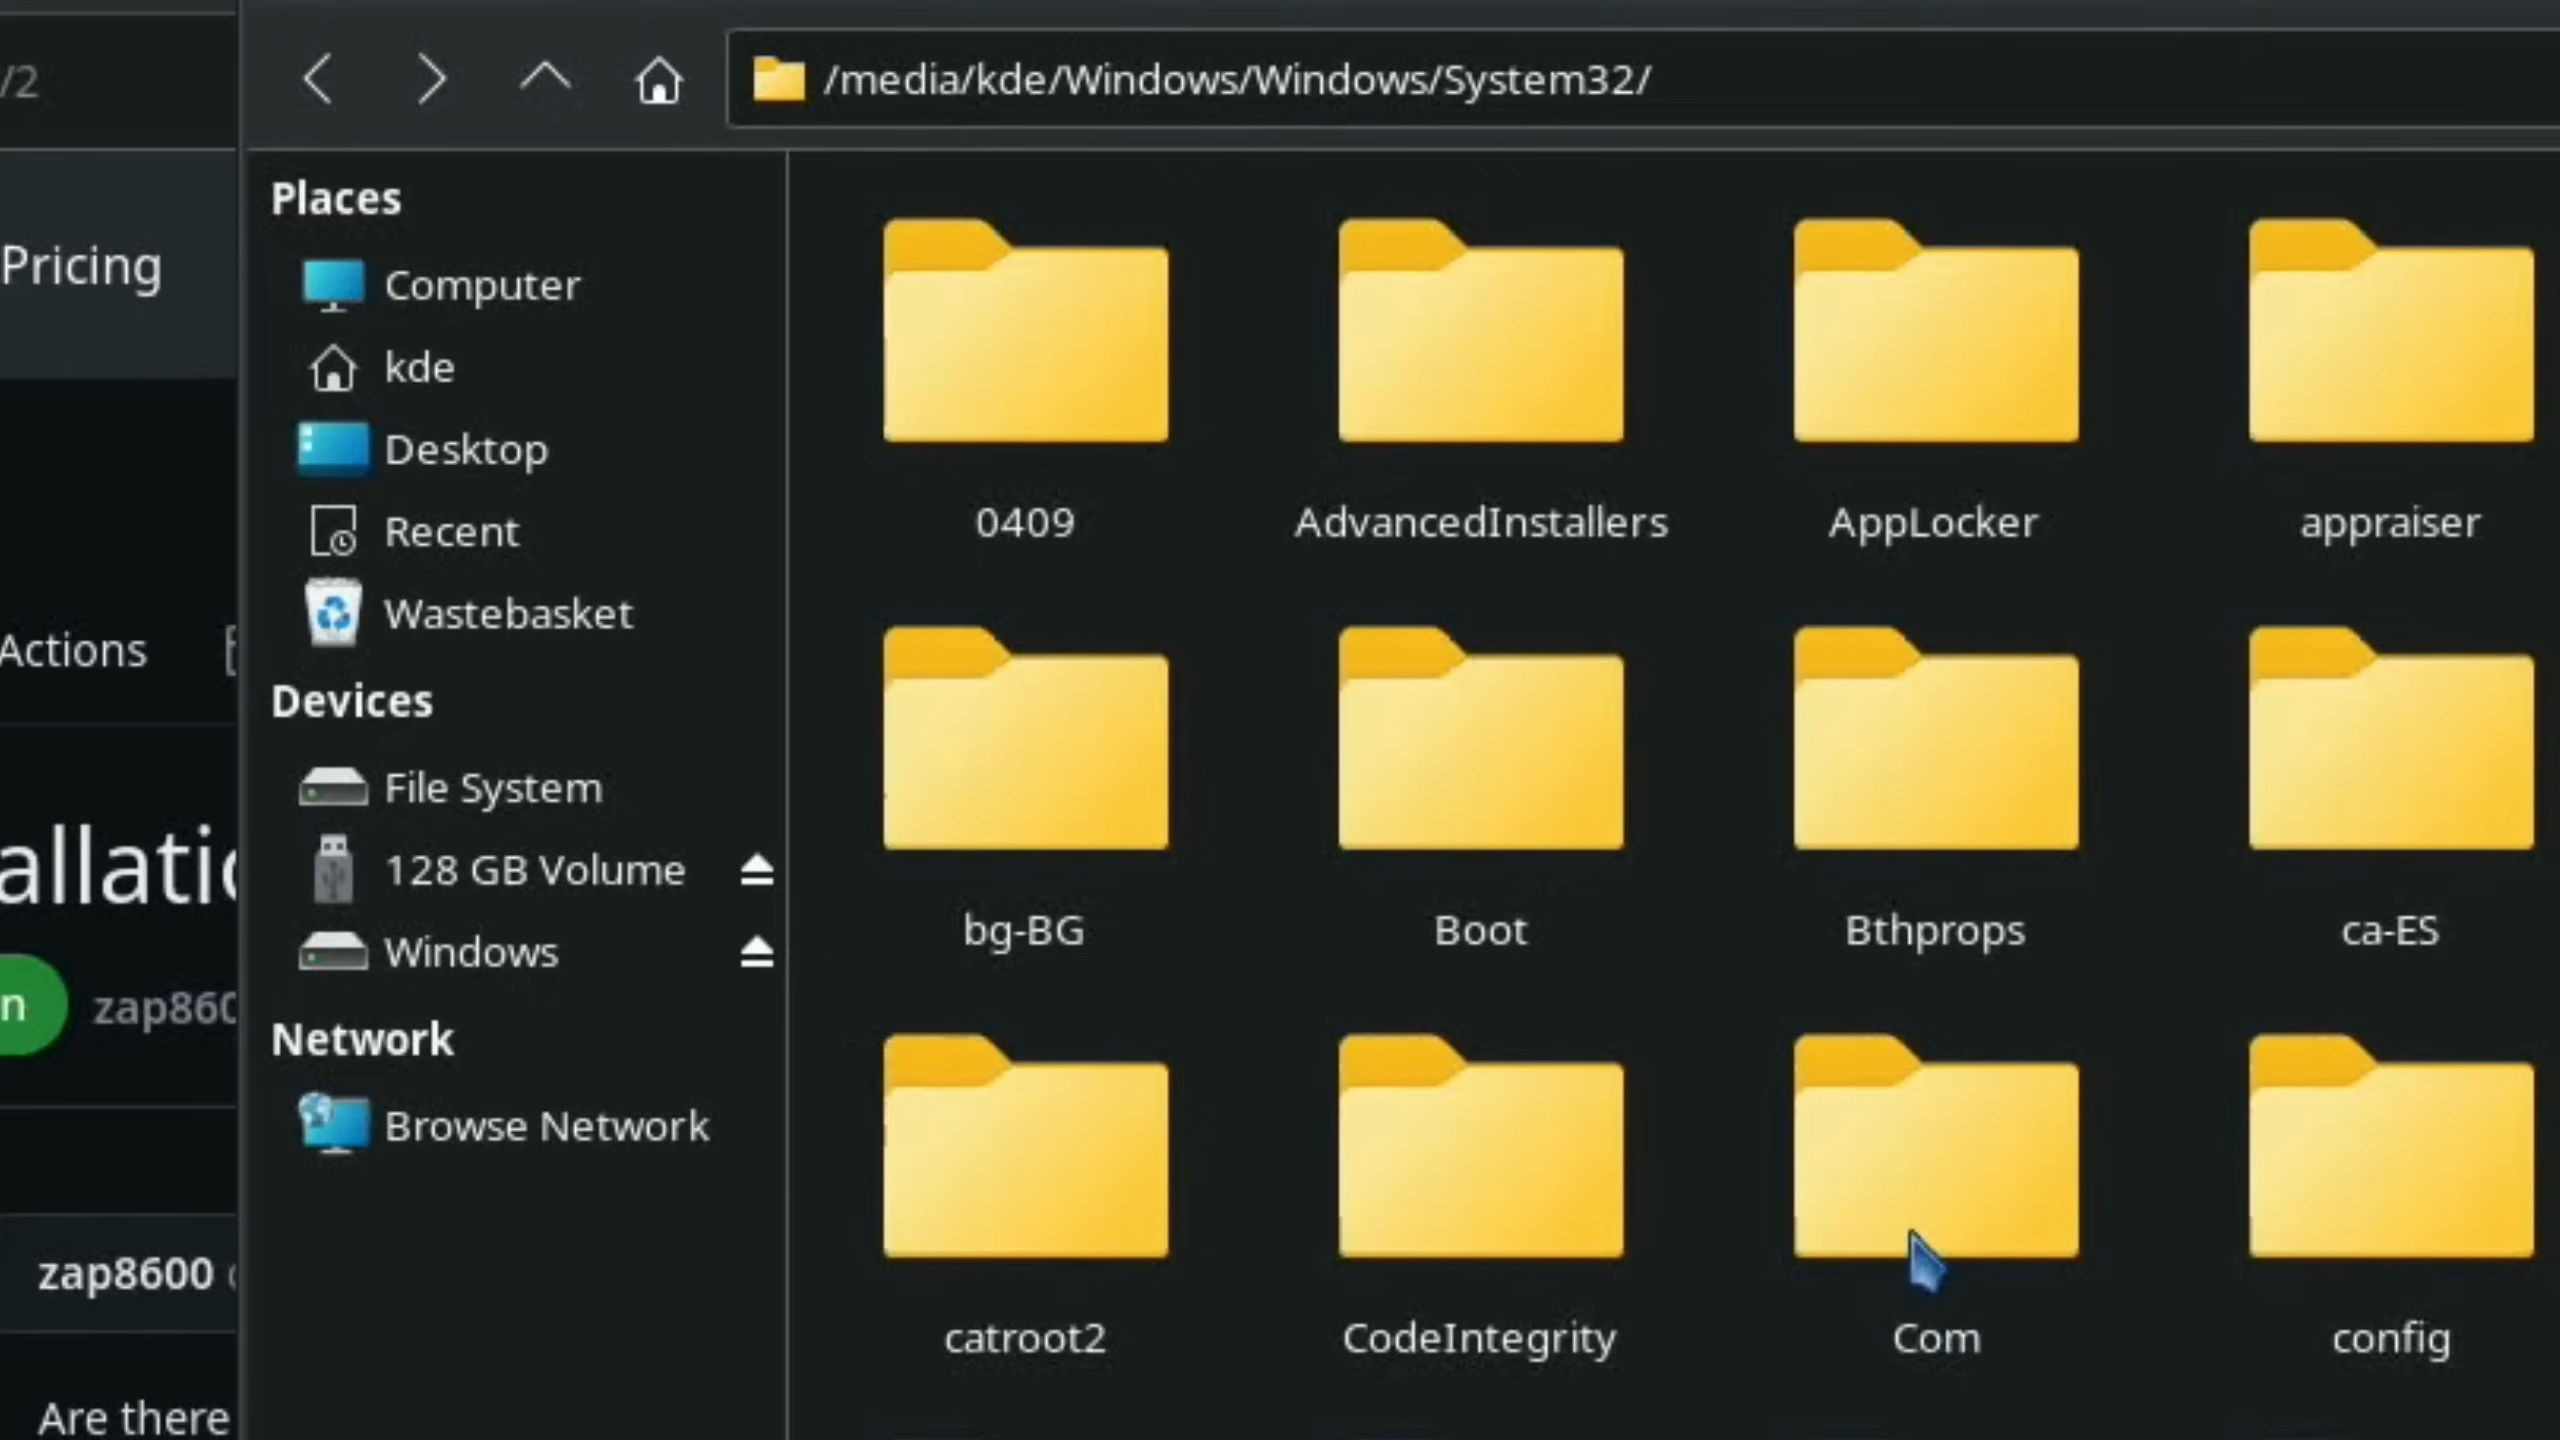 /2
/media/kde/Windows/Windows/System32/
Pricing
Actions
zap8600
Are there
Places
Computer
kde
Desktop
Recent
Wastebasket
Devices
File System
128 GB Volume
Windows
Network
Browse Network
0409 AdvancedInstallers AppLocker appraiser
bg-BG Boot Bthprops ca-ES
catroot2 CodeIntegrity Com config